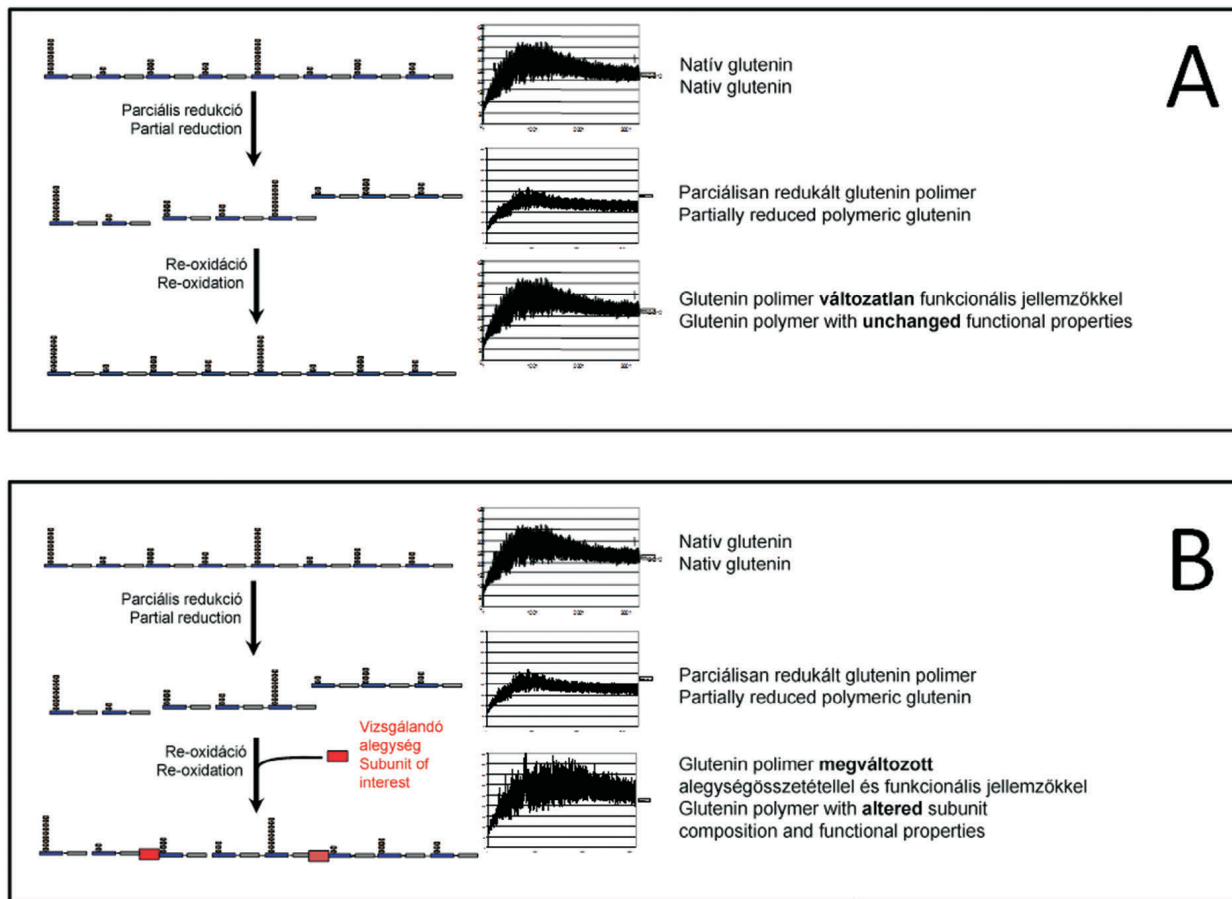 A
Natív glutenin
Nativ glutenin
Parciális redukció
Partial reduction
Parciálisan redukált glutenin polimer
Partially reduced polymeric glutenin
Re-oxidáció
Re-oxidation
Glutenin polimer változatlan funkcionális jellemzőkkel
Glutenin polymer with unchanged functional properties
B
Natív glutenin
Nativ glutenin
Parciális redukció
Partial reduction
Parciálisan redukált glutenin polimer
Partially reduced polymeric glutenin
Re-oxidáció
Re-oxidation
Vizsgálandó
alegység
Subunit of
interest
Glutenin polimer megváltozott
alegységösszetétellel és funkcionális jellemzőkkel
Glutenin polymer with altered subunit
composition and functional properties